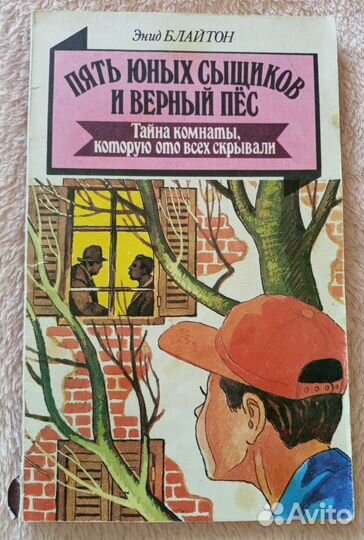 Энид БЛАЙТОН
ПЯТЬ ЮНЫХ СЫЩИКОВ
И ВЕРНЫЙ ПЁС
Тайна комнаты,
которую ото всех скрывали
Avito